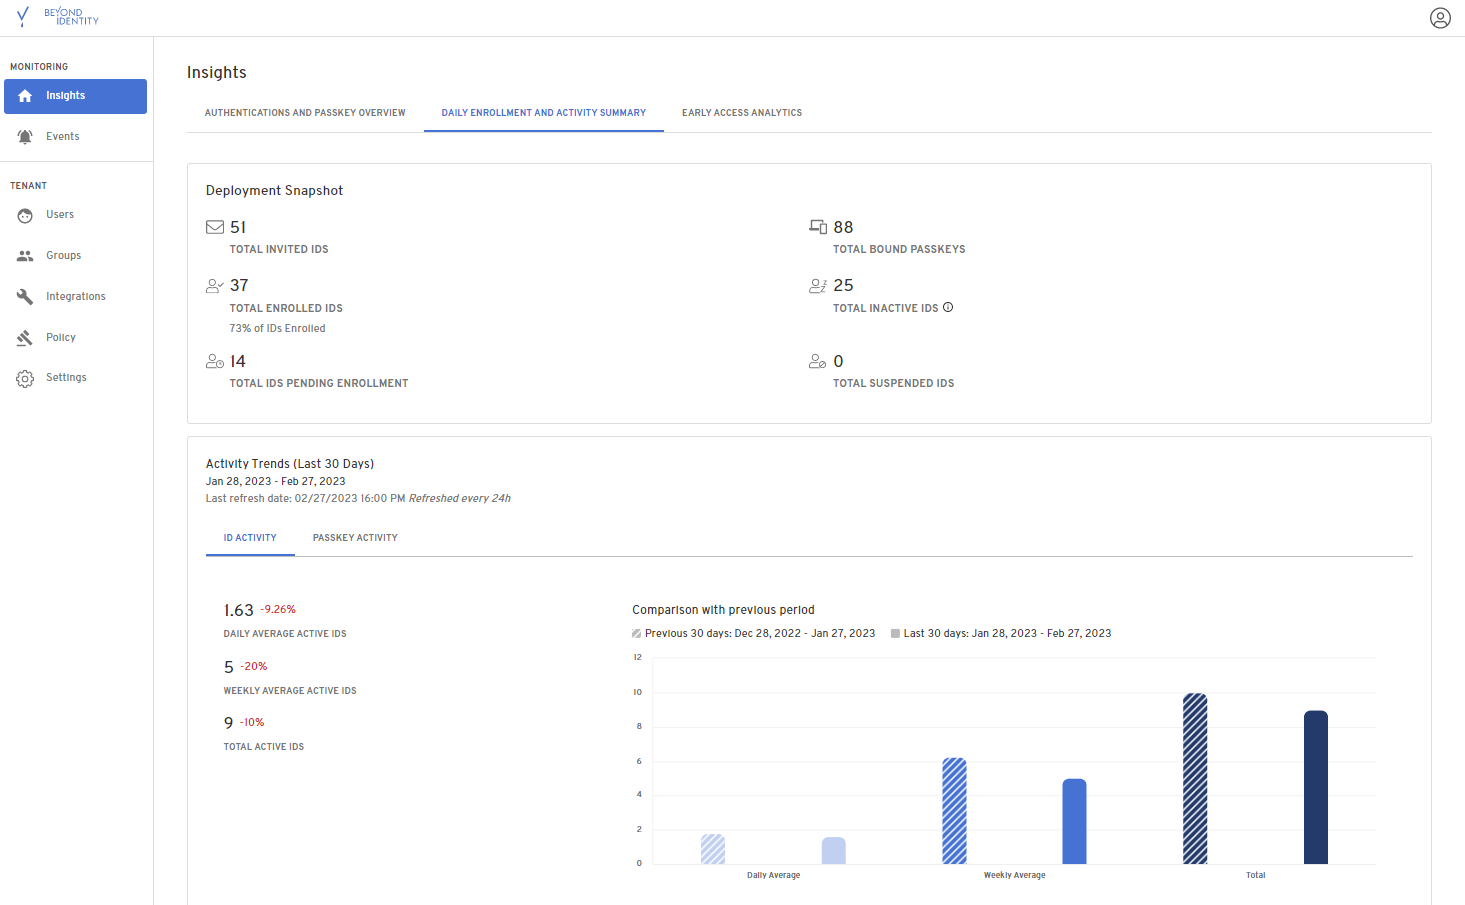 BEYOND
IDENTITY
MONITORING
Insights
Events
TENANT
Users
Groups
Integrations
Policy
Settings
Insights
AUTHENTICATIONS AND PASSKEY OVERVIEW
DAILY ENROLLMENT AND ACTIVITY SUMMARY
EARLY ACCESS ANALYTICS
Deployment Snapshot
51
TOTAL INVITED IDS
88
TOTAL BOUND PASSKEYS
37
TOTAL ENROLLED IDS
73% of IDs Enrolled
25
TOTAL INACTIVE IDS
14
TOTAL IDS PENDING ENROLLMENT
0
TOTAL SUSPENDED IDS
Activity Trends (Last 30 Days)
Jan 28, 2023 - Feb 27, 2023
Last refresh date: 02/27/2023 16:00 PM Refreshed every 24h
ID ACTIVITY
PASSKEY ACTIVITY
1.63 -9.26%
DAILY AVERAGE ACTIVE IDS
5 -20%
WEEKLY AVERAGE ACTIVE IDS
9 -10%
TOTAL ACTIVE IDS
Comparison with previous period
Previous 30 days: Dec 28, 2022 - Jan 27, 2023
Last 30 days: Jan 28, 2023 - Feb 27, 2023
12
10
8
6
4
2
0
Daily Average
Weekly Average
Total